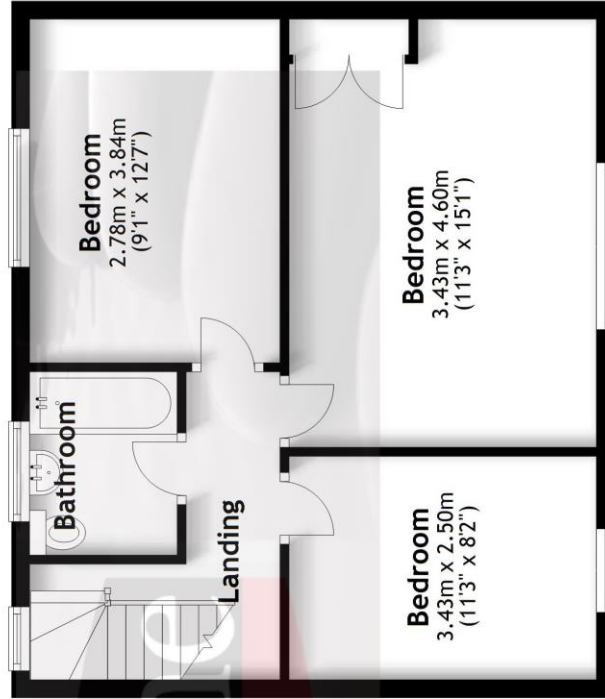 Bedroom
2.78m x 3.84m
(9'1" x 12'7")
Bathroom
Landing
Bedroom
3.43m x 4.60m
(11'3" x 15'1")
Bedroom
3.43m x 2.50m
(11'3" x 8'2")